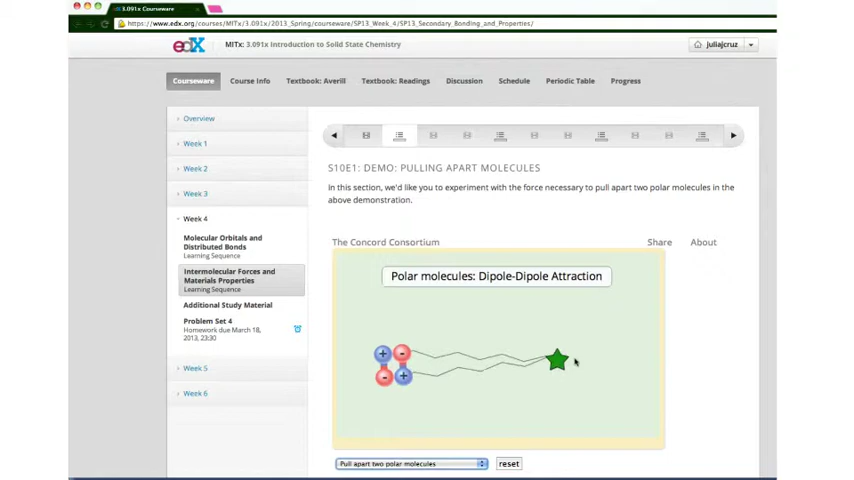 3.091x Courseware
https://www.edx.org/courses/MITx/3.091x/2013_Spring/courseware/SP13_Week_4/SP13_Secondary_Bonding_and_Properties/
edX MITx: 3.091x Introduction to Solid State Chemistry juliajcruz
Courseware Course Info Textbook: Averill Textbook: Readings Discussion Schedule Periodic Table Progress
Overview
Week 1
Week 2
Week 3
Week 4
Molecular Orbitals and
Distributed Bonds
Learning Sequence
Intermolecular Forces and
Materials Properties
Learning Sequence
Additional Study Material
Problem Set 4
Homework due March 18,
2013, 23:30
Week 5
Week 6
S10E1: DEMO: PULLING APART MOLECULES
In this section, we'd like you to experiment with the force necessary to pull apart two polar molecules in the
above demonstration.
The Concord Consortium Share About
Polar molecules: Dipole-Dipole Attraction
+ -
- +
Pull apart two polar molecules reset